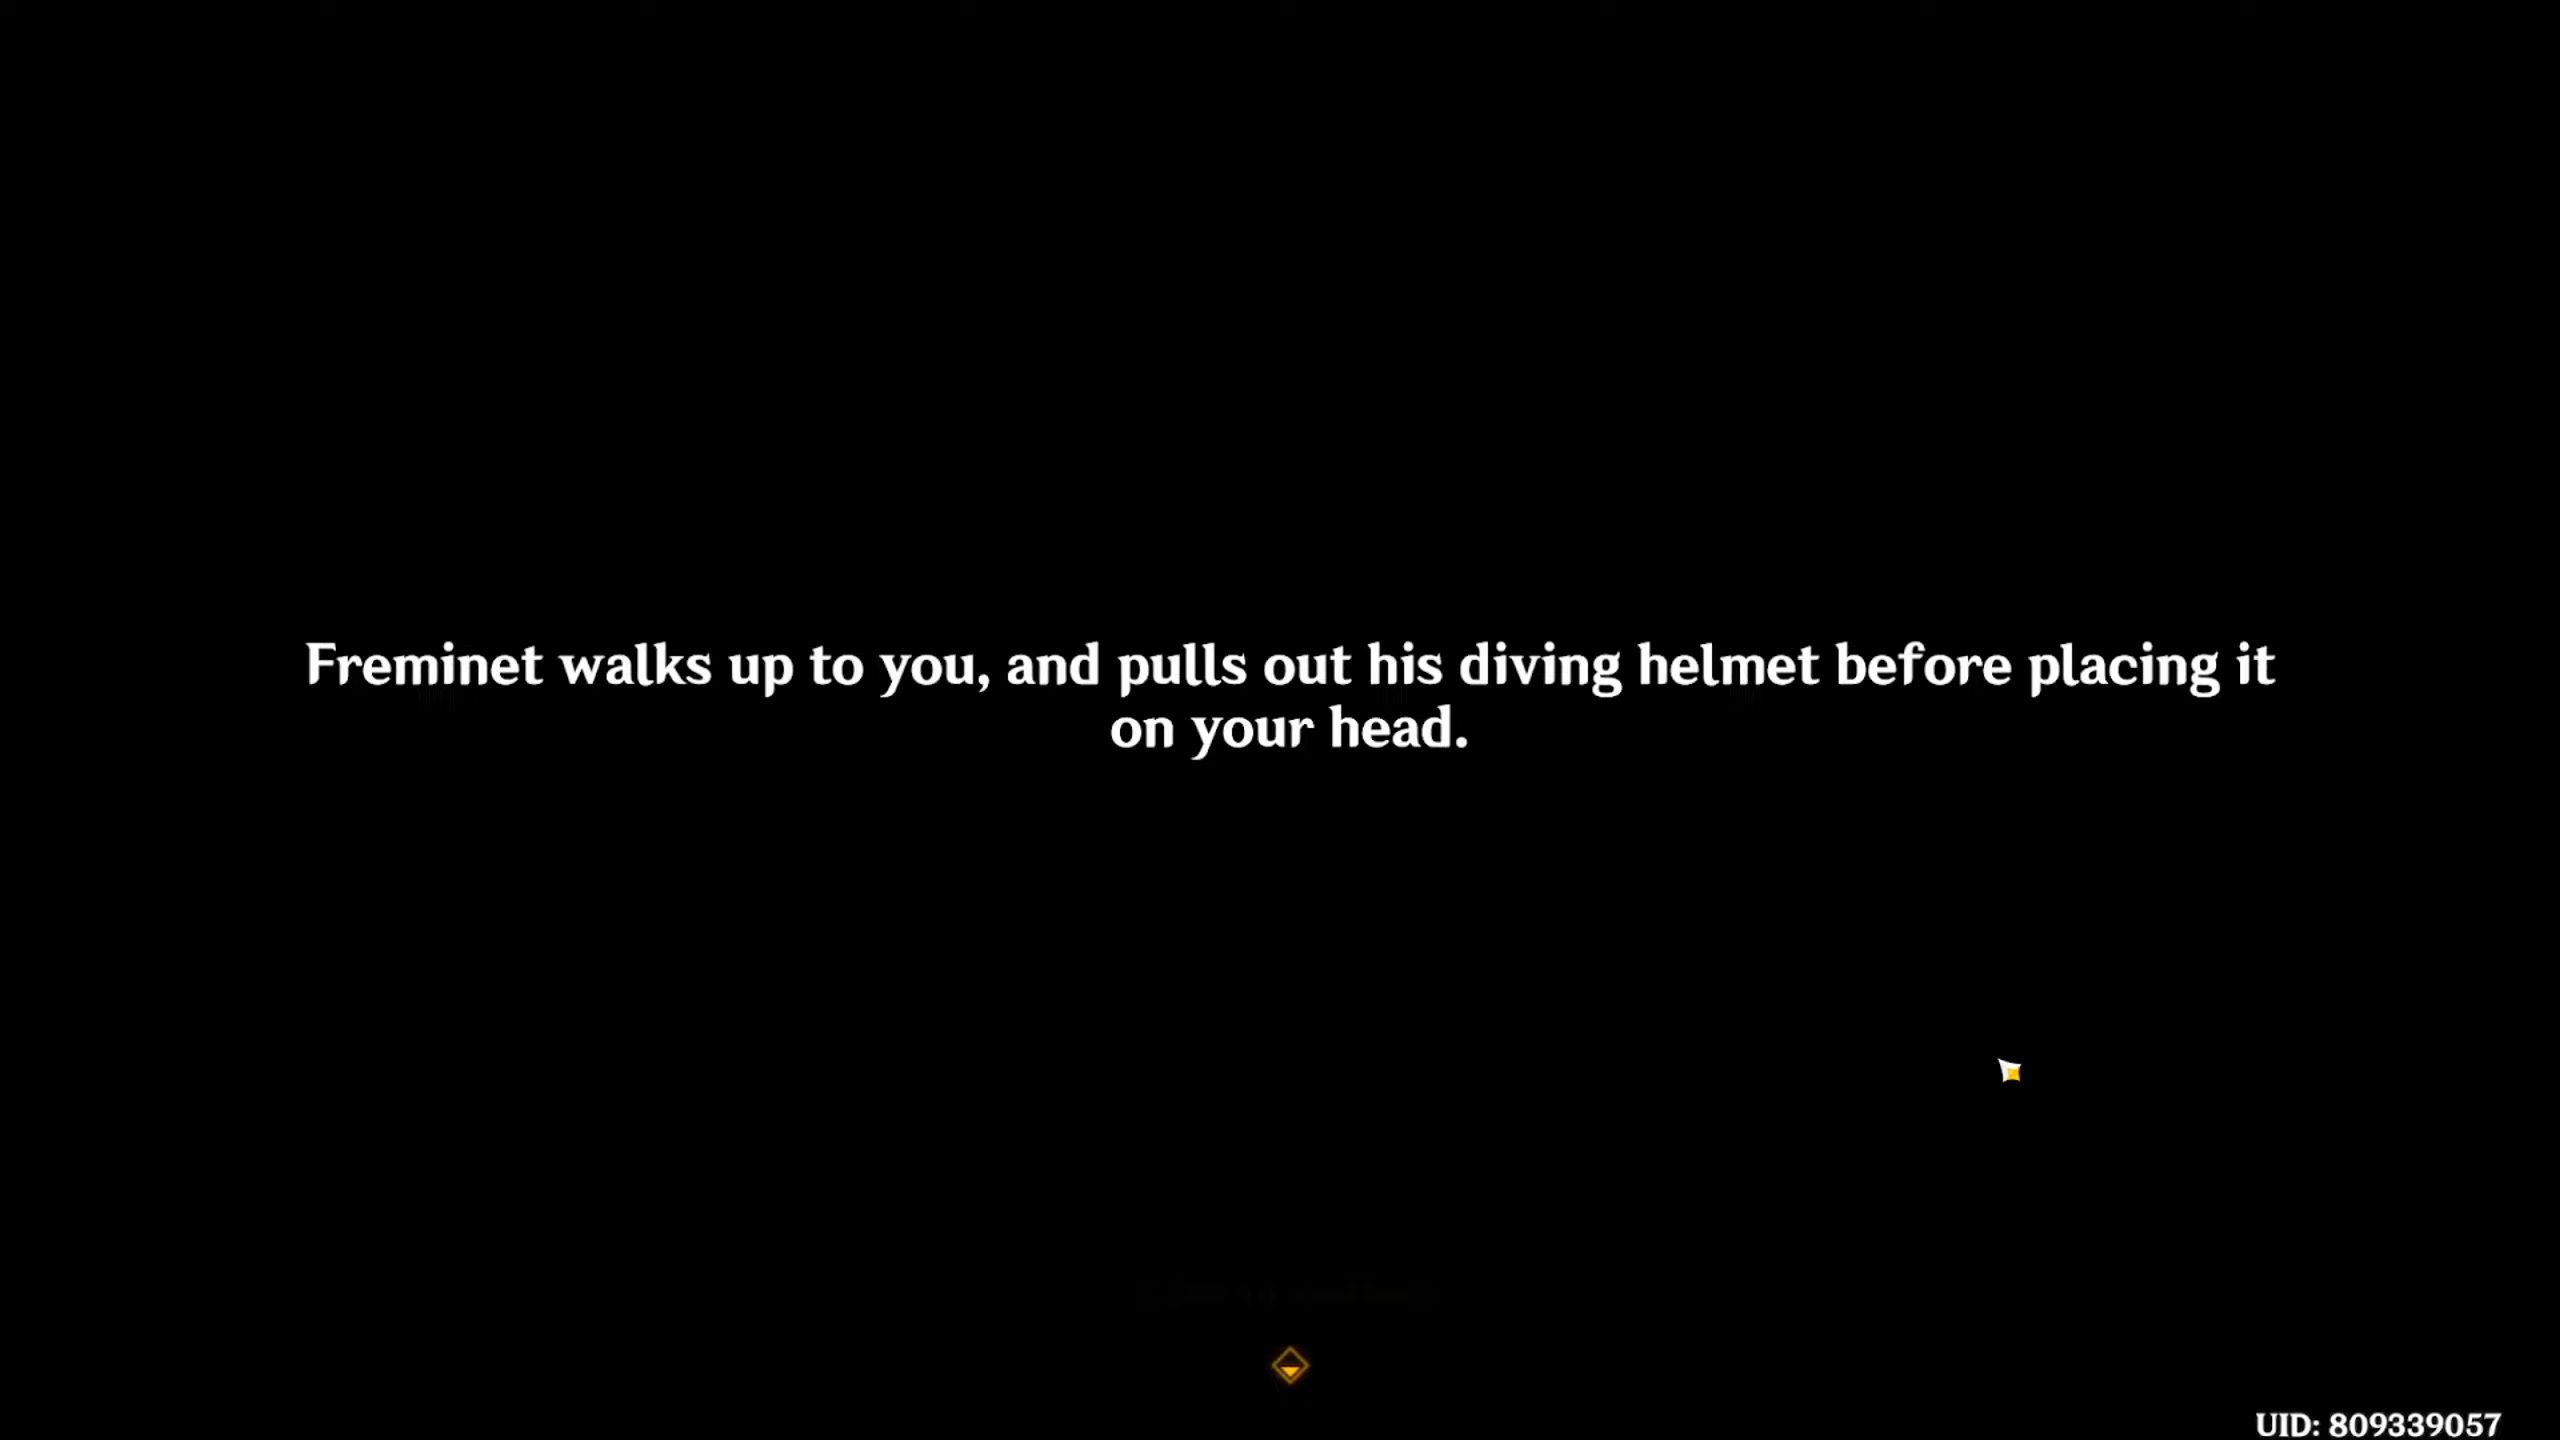 Freminet walks up to you, and pulls out his diving helmet before placing it
on your head.
UID: 809339057